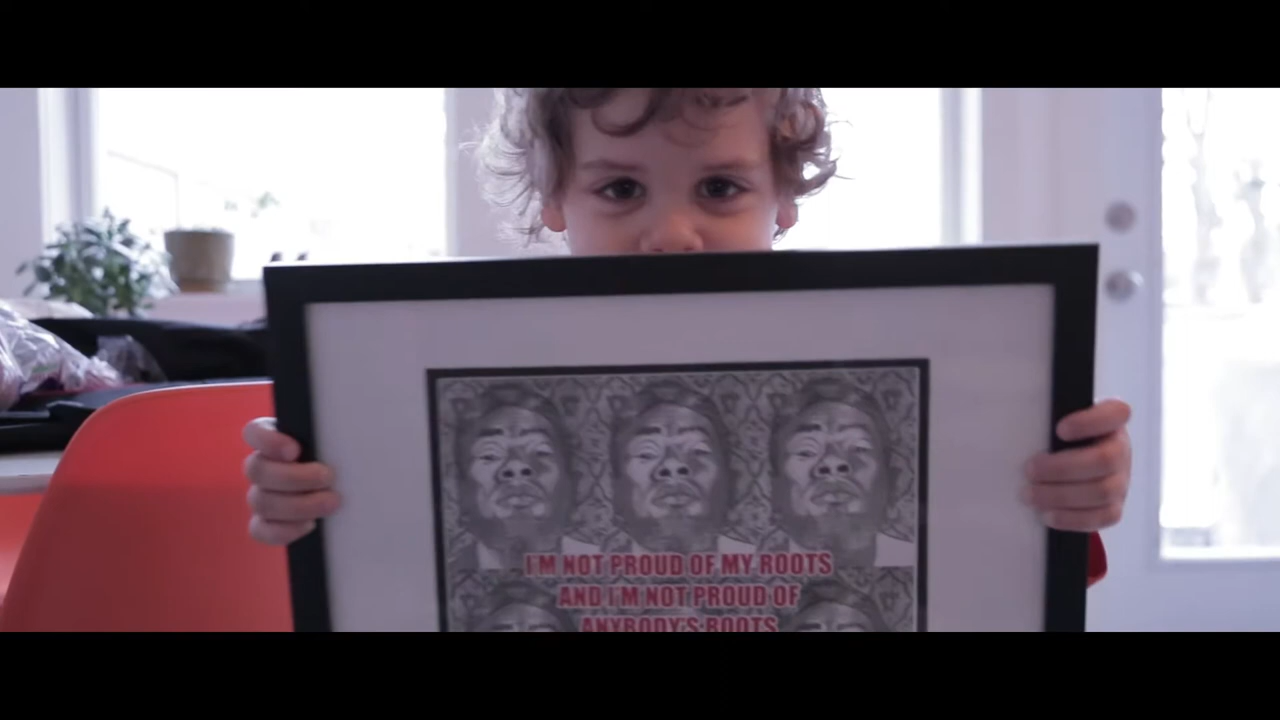 I'M NOT PROUD OF MY ROOTS
AND I'M NOT PROUD OF
ANYBODY'S ROOTS